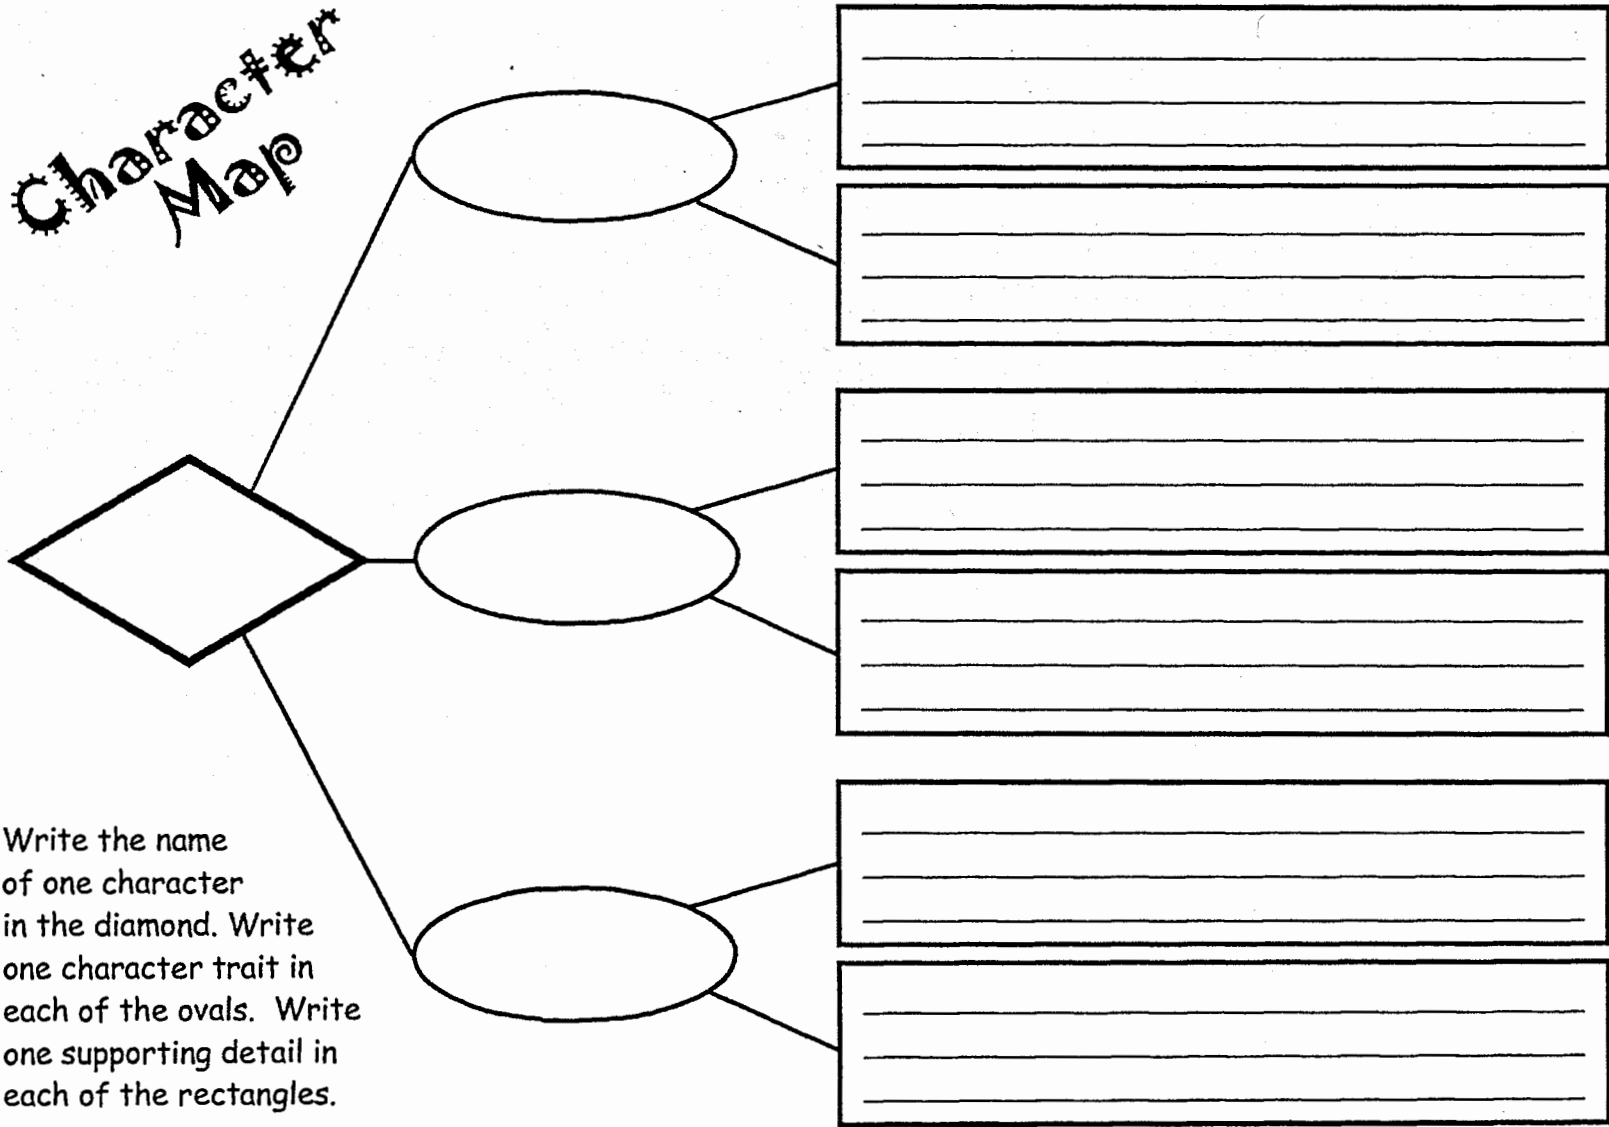 Character
Map
Write the name
of one character
in the diamond. Write
one character trait in
each of the ovals. Write
one supporting detail in
each of the rectangles.